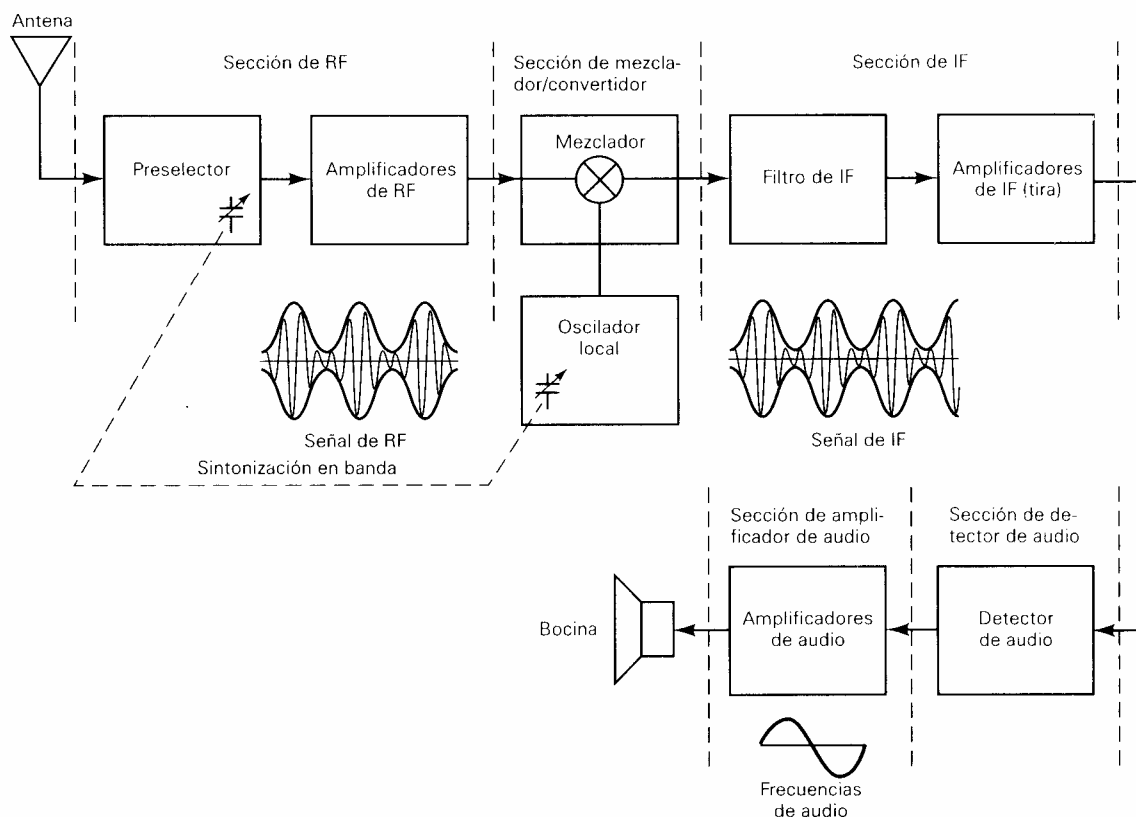 Antena
Sección de RF
Sección de mezcla-
dor/convertidor
Sección de IF
Preselector
Amplificadores
de RF
Mezclador
Filtro de IF
Amplificadores
de IF (tira)
Oscilador
local
Señal de RF
Señal de IF
Sintonización en banda
Sección de ampli-
ficador de audio
Sección de de-
tector de audio
Bocina
Amplificadores
de audio
Detector
de audio
Frecuencias
de audio